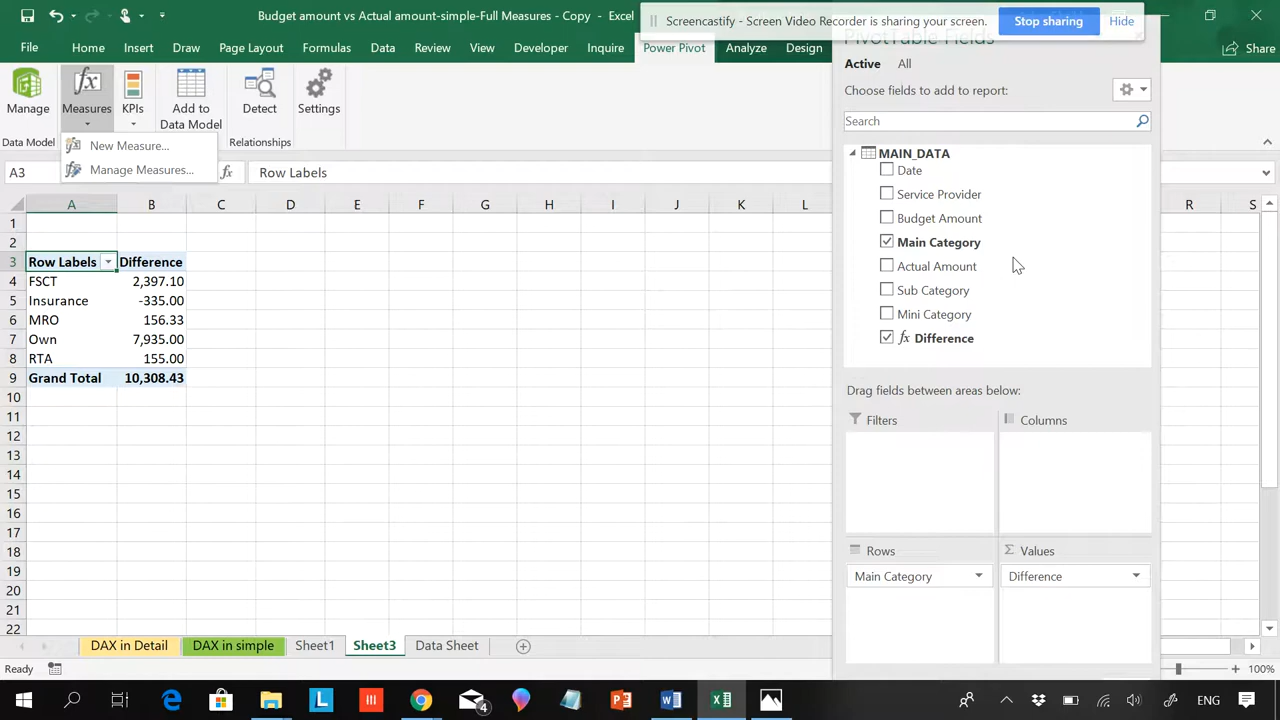 Budget amount vs Actual amount-simple-Full Measures - Copy - Excel
Screencastify - Screen Video Recorder is sharing your screen.
Stop sharing
Hide
File Home Insert Draw Page Layout Formulas Data Review View Developer Inquire Power Pivot Analyze Design Share
Manage
Measures
KPIs
Add to
Data Model
Detect
Settings
Data Model
Relationships
New Measure...
Manage Measures...
A3
fx
Row Labels
A B C D E F G H I J K L R S
1
2
3 Row Labels Difference
4 FSCT 2,397.10
5 Insurance -335.00
6 MRO 156.33
7 Own 7,935.00
8 RTA 155.00
9 Grand Total 10,308.43
10
11
12
13
14
15
16
17
18
19
20
21
22
PivotTable Fields
Active All
Choose fields to add to report:
Search
MAIN_DATA
Date
Service Provider
Budget Amount
Main Category
Actual Amount
Sub Category
Mini Category
fx Difference
Drag fields between areas below:
Filters
Columns
Rows
Σ Values
Main Category
Difference
DAX in Detail DAX in simple Sheet1 Sheet3 Data Sheet
Ready
100%
4
ENG